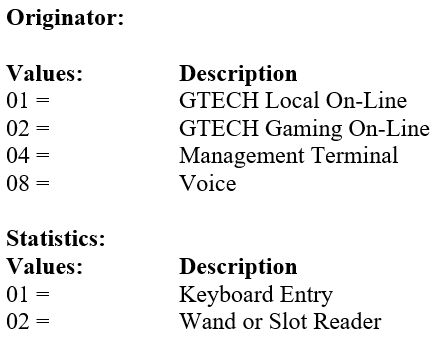 Originator:
Values: Description
01 = GTECH Local On-Line
02 = GTECH Gaming On-Line
04 = Management Terminal
08 = Voice
Statistics:
Values: Description
01 = Keyboard Entry
02 = Wand or Slot Reader